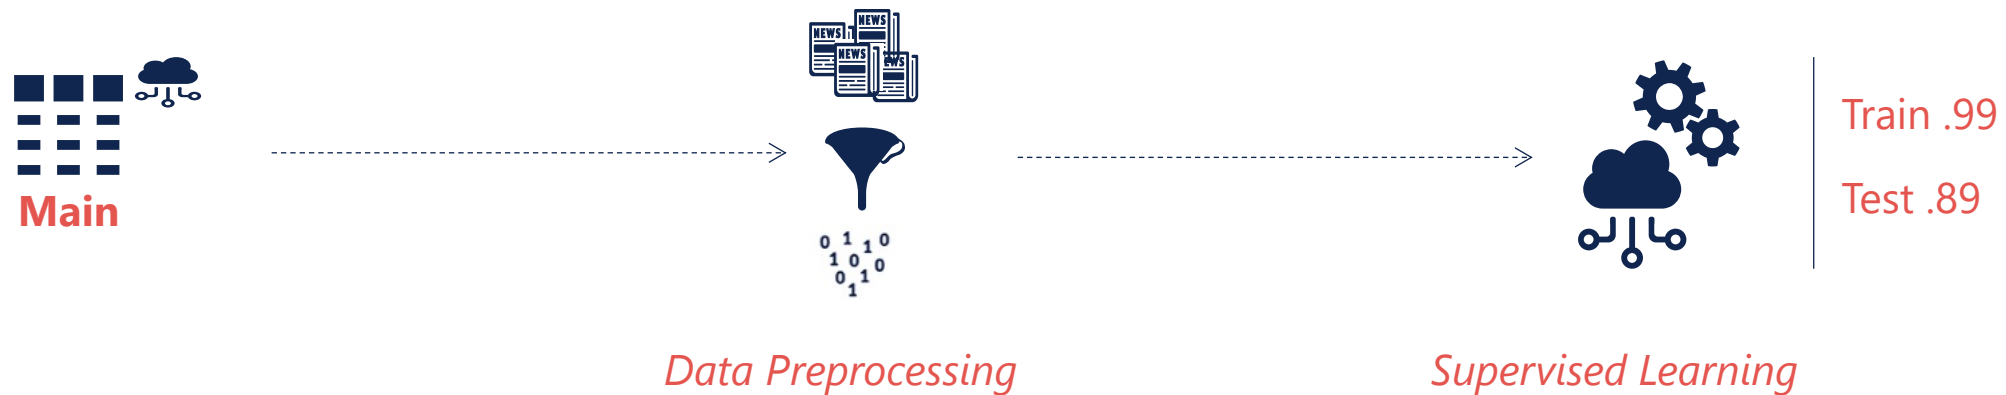 NEWS
NEWS
NEWS
EWS
Main
0 1 1 0
1 0 0
0 1
1
Data Preprocessing
Supervised Learning
Train .99
Test .89